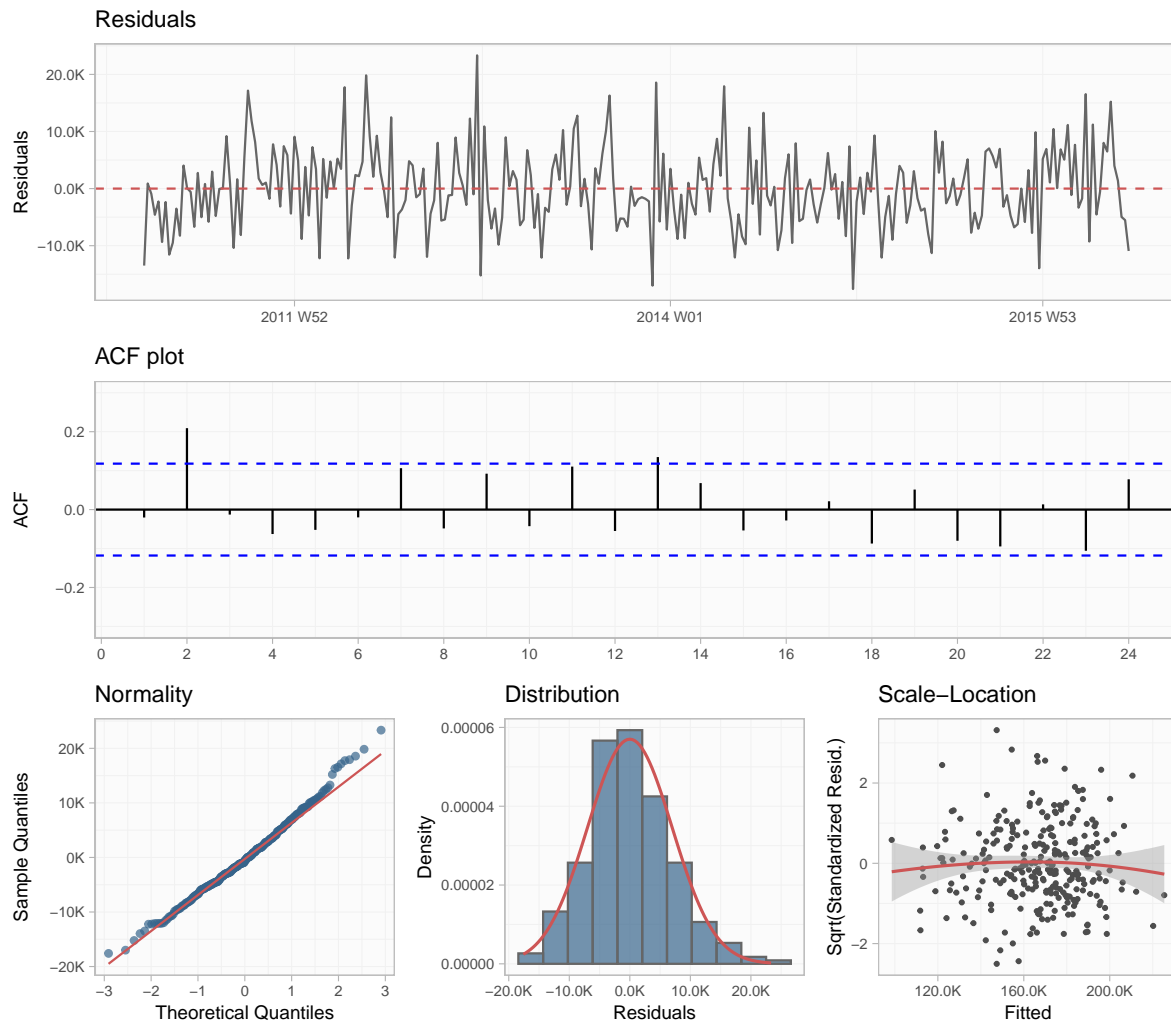 Residuals
20.0K
10.0K
0.0K
−10.0K
Residuals
2011 W52 2014 W01 2015 W53
ACF plot
0.2
0.0
−0.2
ACF
0 2 4 6 8 10 12 14 16 18 20 22 24
Normality
20K
10K
0K
−10K
−20K
Sample Quantiles
−3 −2 −1 0 1 2 3
Theoretical Quantiles
Distribution
0.00006
0.00004
0.00002
0.00000
Density
−20.0K −10.0K 0.0K 10.0K 20.0K
Residuals
Scale−Location
2
0
−2
Sqrt(Standardized Resid.)
120.0K 160.0K 200.0K
Fitted